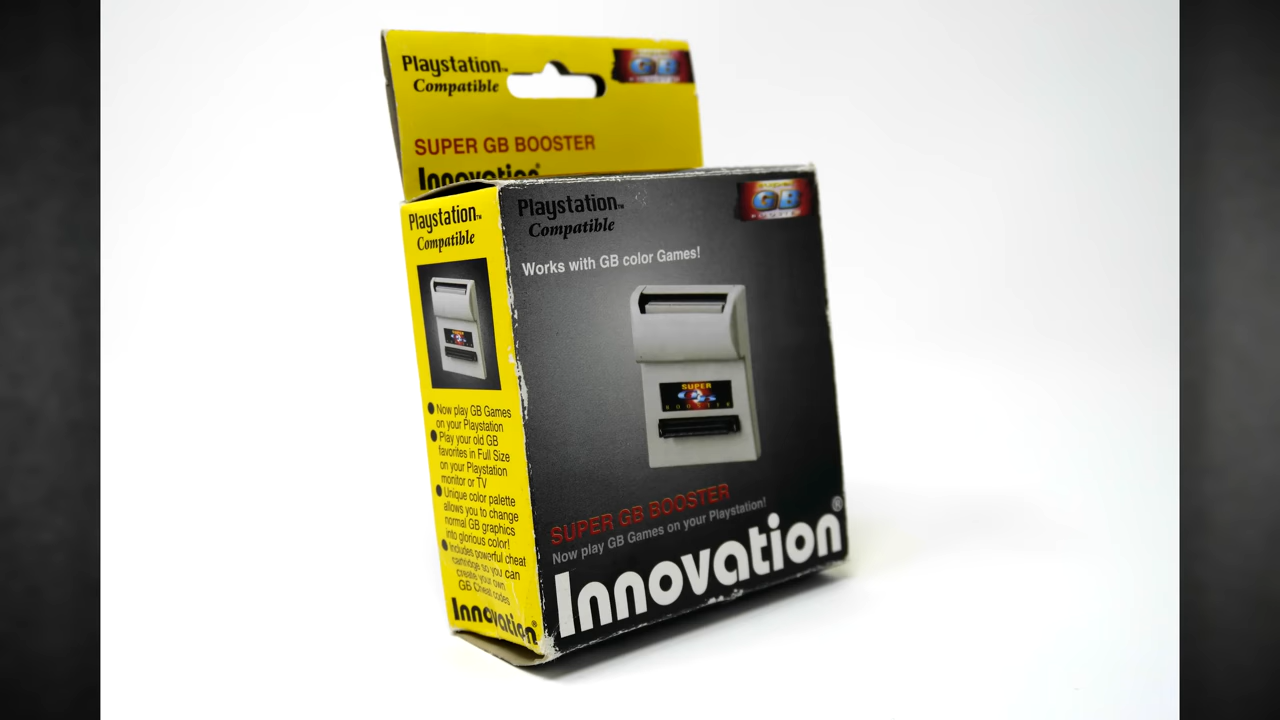 Playstation™
Compatible
GB
SUPER GB BOOSTER
Innovation®
Playstation™
Compatible
Now play GB Games
on your Playstation
Play your old GB
favorites in Full Size
on your Playstation
monitor or TV
Unique color palette
allows you to change
normal GB graphics
into glorious color!
Includes powerful cheat
cartridge so you can
create your own
GB Cheat codes
Innovation®
Playstation™
Compatible
GB
Works with GB color Games!
SUPER
BOOSTER
SUPER GB BOOSTER
Now play GB Games on your Playstation!
Innovation®